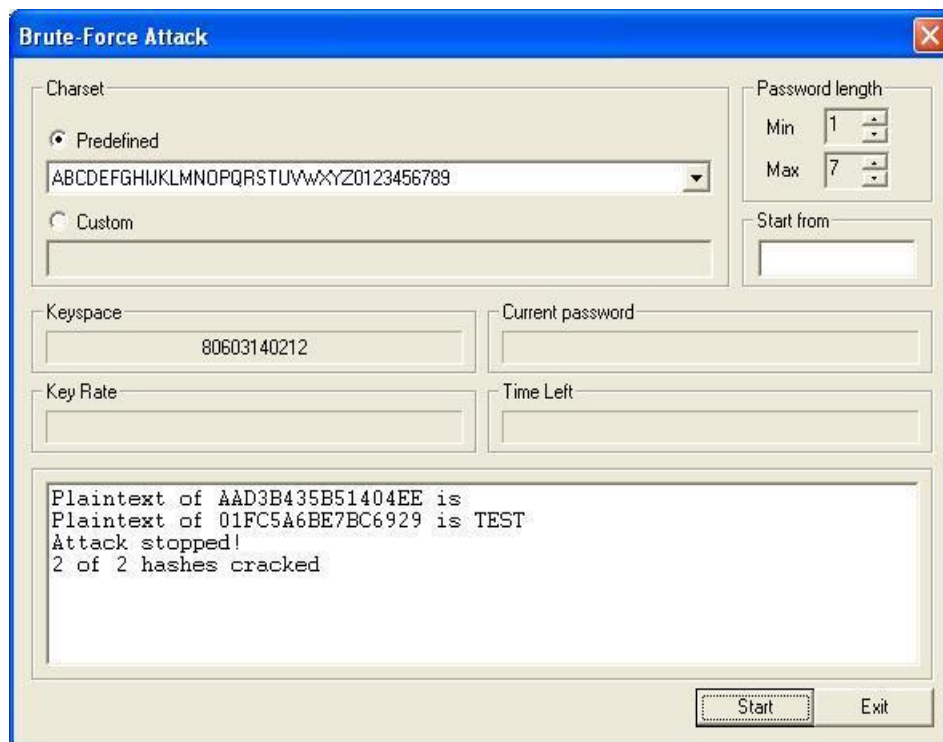 Brute-Force Attack
Charset
Predefined
ABCDEFGHIJKLMNOPQRSTUVWXYZ0123456789
Custom
Password length
Min 1
Max 7
Start from
Keyspace
80603140212
Current password
Key Rate
Time Left
Plaintext of AAD3B435B51404EE is
Plaintext of 01FC5A6BE7BC6929 is TEST
Attack stopped!
2 of 2 hashes cracked
Start
Exit